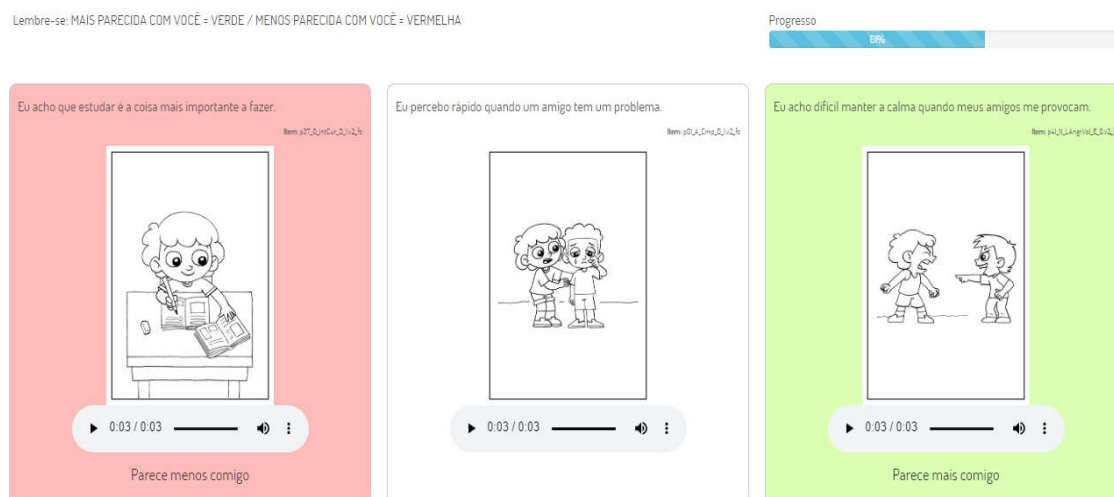 Lembre-se: MAIS PARECIDA COM VOCÊ = VERDE / MENOS PARECIDA COM VOCÊ = VERMELHA
Progresso
61%
Eu acho que estudar é a coisa mais importante a fazer.
Eu percebo rápido quando um amigo tem um problema.
Eu acho difícil manter a calma quando meus amigos me provocam.
0:03 / 0:03
0:03 / 0:03
0:03 / 0:03
Parece menos comigo
Parece mais comigo